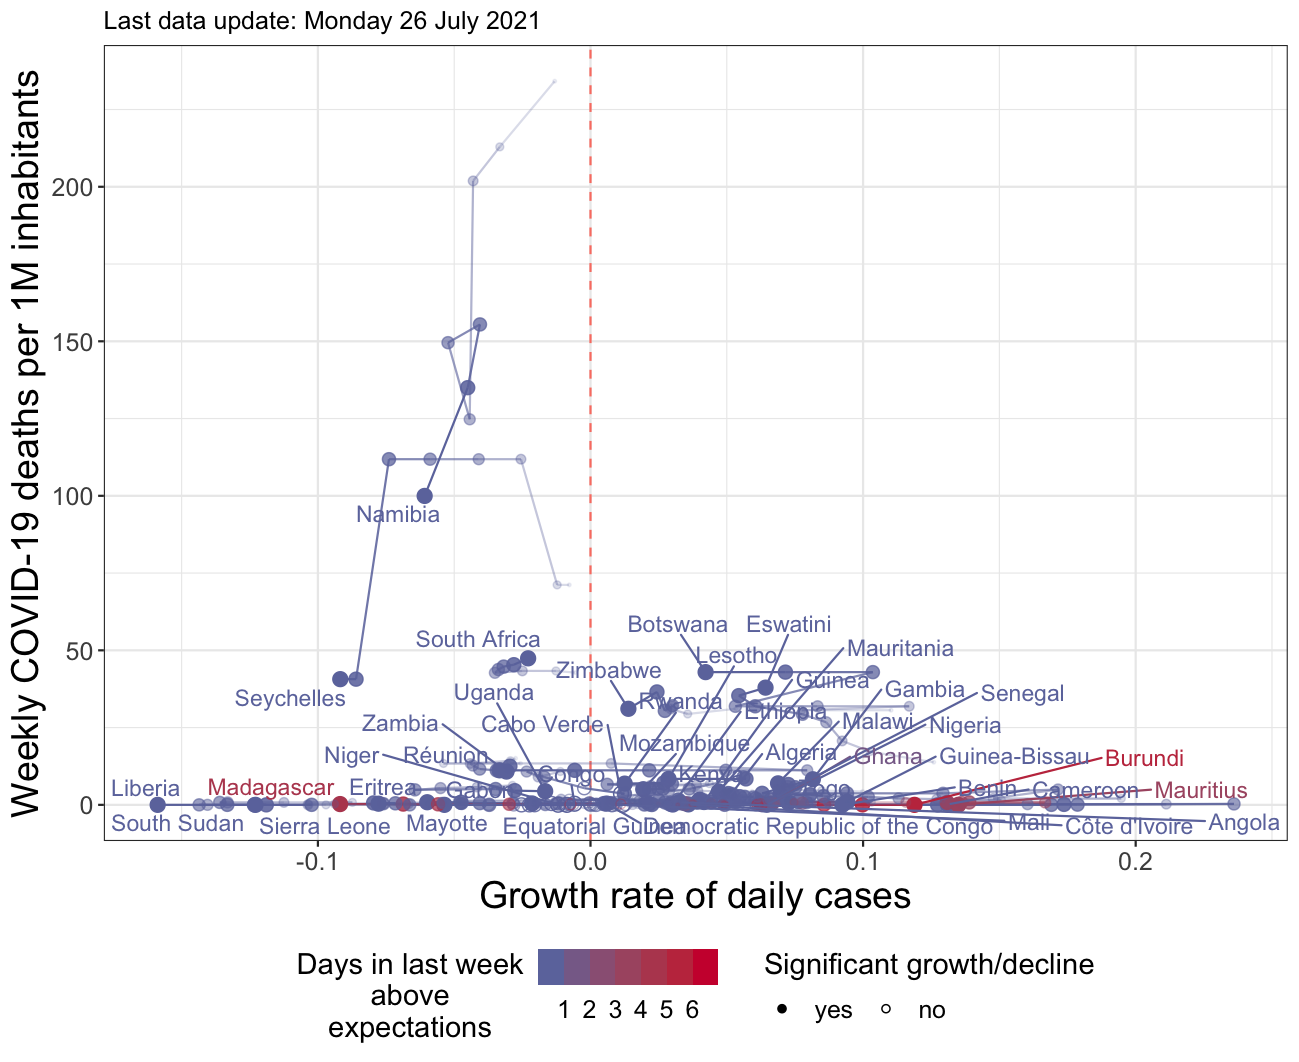 Last data update: Monday 26 July 2021
Weekly COVID-19 deaths per 1M inhabitants
200
150
100
50
0
Namibia
Botswana
Eswatini
South Africa
Mauritania
Lesotho
Zimbabwe
Guinea
Seychelles
Uganda
Rwanda
Gambia
Senegal
Ethiopia
Zambia
Cabo Verde
Malawi
Nigeria
Mozambique
Niger
Réunion
Algeria
Ghana
Guinea-Bissau
Burundi
Congo
Kenya
Liberia
Madagascar
Eritrea
Gabon
Togo
Benin
Cameroon
Mauritius
South Sudan
Sierra Leone
Mayotte
Equatorial Guinea
Democratic Republic of the Congo
Mali
Côte d'Ivoire
Angola
-0.1
0.0
0.1
0.2
Growth rate of daily cases
Days in last week
above
expectations
1 2 3 4 5 6
Significant growth/decline
yes
no